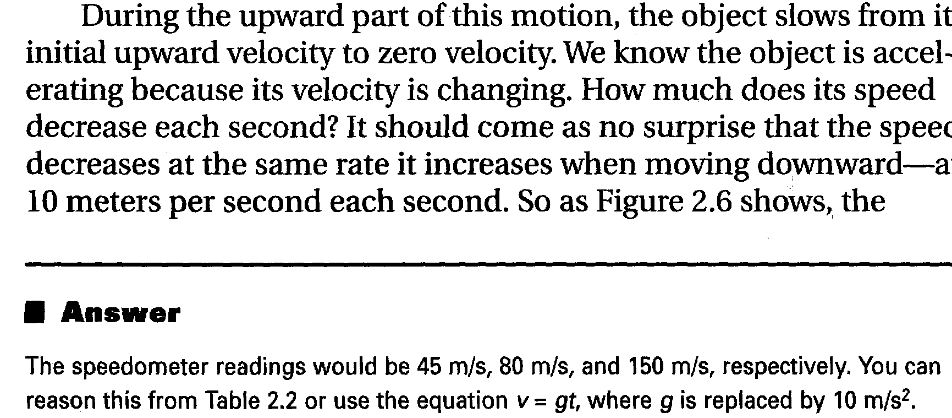 During the upward part of this motion, the object slows from it
initial upward velocity to zero velocity. We know the object is accel-
erating because its velocity is changing. How much does its speed
decrease each second? It should come as no surprise that the speed
decreases at the same rate it increases when moving downward—a
10 meters per second each second. So as Figure 2.6 shows, the
■ Answer
The speedometer readings would be 45 m/s, 80 m/s, and 150 m/s, respectively. You can
reason this from Table 2.2 or use the equation v = gt, where g is replaced by 10 m/s².